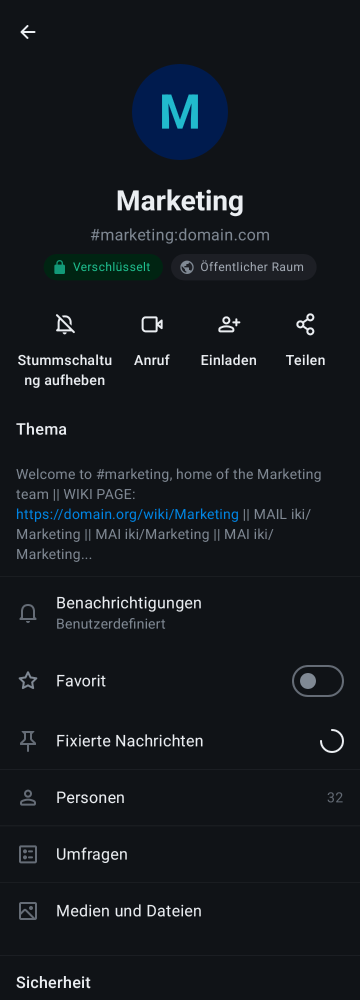 M
Marketing
#marketing:domain.com
Verschlüsselt
Öffentlicher Raum
Stummschaltu
ng aufheben
Anruf
Einladen
Teilen
Thema
Welcome to #marketing, home of the Marketing
team || WIKI PAGE:
https://domain.org/wiki/Marketing || MAIL iki/
Marketing || MAI iki/Marketing || MAI iki/
Marketing...
Benachrichtigungen
Benutzerdefiniert
Favorit
Fixierte Nachrichten
Personen
32
Umfragen
Medien und Dateien
Sicherheit